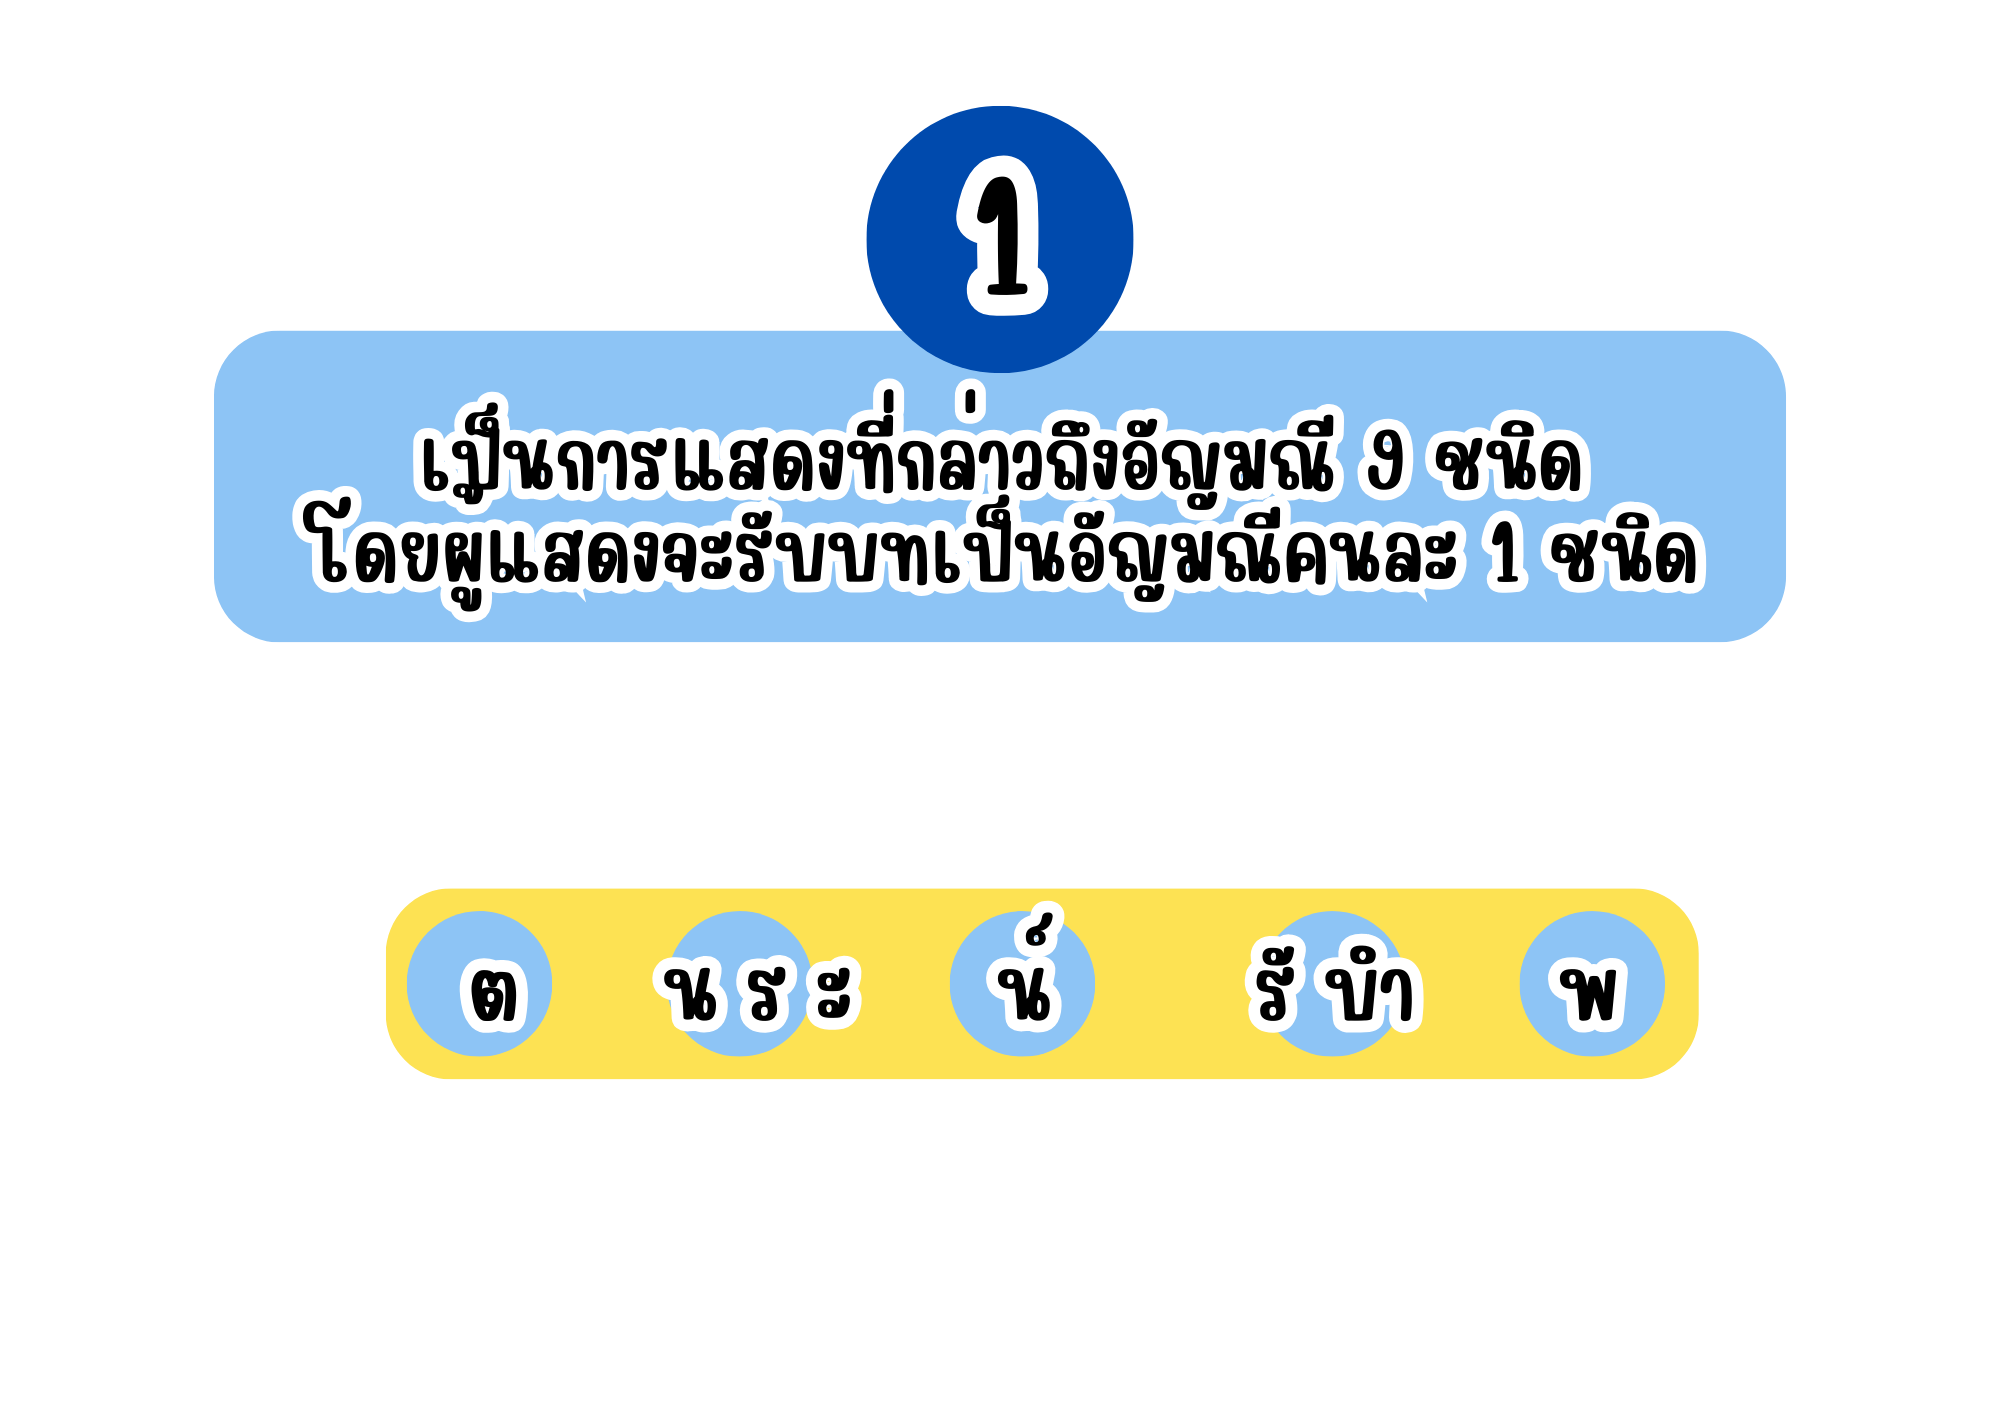 1
เป็นการแสดงที่กล่าวถึงอัญมณี 9 ชนิด
โดยผู้แสดงจะรับบทเป็นอัญมณีคนละ 1 ชนิด
ต นระ น์ รั บำ พ